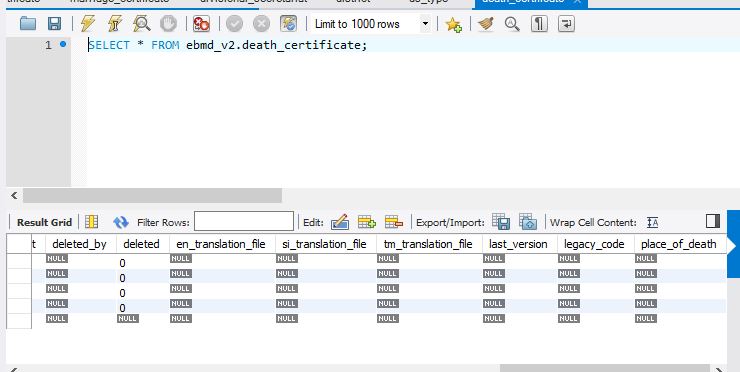 death_certificate
Limit to 1000 rows
1 SELECT * FROM ebmd_v2.death_certificate;
Result Grid Filter Rows: Edit: Export/Import: Wrap Cell Content:
t deleted_by deleted en_translation_file si_translation_file tm_translation_file last_version legacy_code place_of_death
NULL 0 NULL NULL NULL NULL NULL NULL
NULL 0 NULL NULL NULL NULL NULL NULL
NULL 0 NULL NULL NULL NULL NULL NULL
NULL 0 NULL NULL NULL NULL NULL NULL
NULL NULL NULL NULL NULL NULL NULL NULL